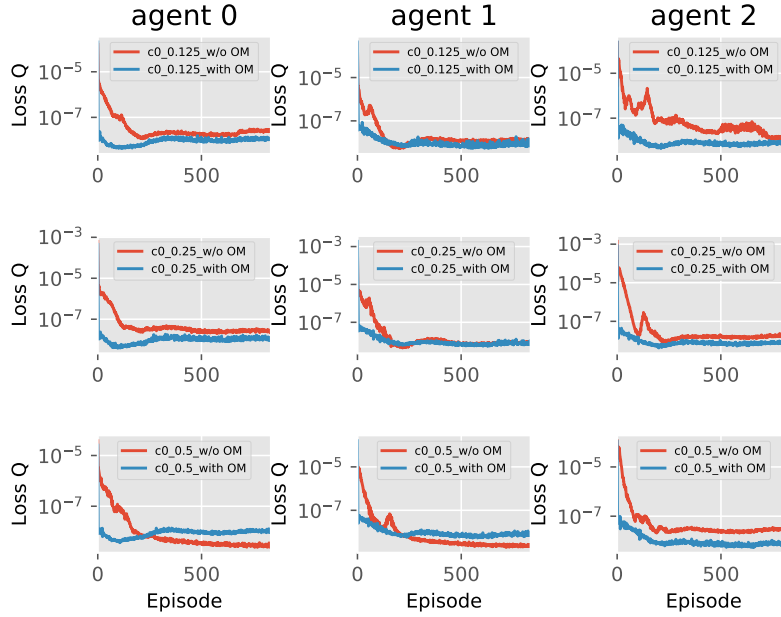 agent 0
agent 1
agent 2
Loss Q
10⁻⁵
10⁻⁷
c0_0.125_w/o OM
c0_0.125_with OM
0
500
Loss Q
10⁻⁵
10⁻⁷
c0_0.125_w/o OM
c0_0.125_with OM
0
500
Loss Q
10⁻⁵
10⁻⁷
c0_0.125_w/o OM
c0_0.125_with OM
0
500
Loss Q
10⁻³
10⁻⁵
10⁻⁷
c0_0.25_w/o OM
c0_0.25_with OM
0
500
Loss Q
10⁻³
10⁻⁵
10⁻⁷
c0_0.25_w/o OM
c0_0.25_with OM
0
500
Loss Q
10⁻⁵
10⁻⁷
c0_0.25_w/o OM
c0_0.25_with OM
0
500
Loss Q
10⁻⁵
10⁻⁷
c0_0.5_w/o OM
c0_0.5_with OM
0
500
Episode
Loss Q
10⁻⁵
10⁻⁷
c0_0.5_w/o OM
c0_0.5_with OM
0
500
Episode
Loss Q
10⁻⁵
10⁻⁷
c0_0.5_w/o OM
c0_0.5_with OM
0
500
Episode